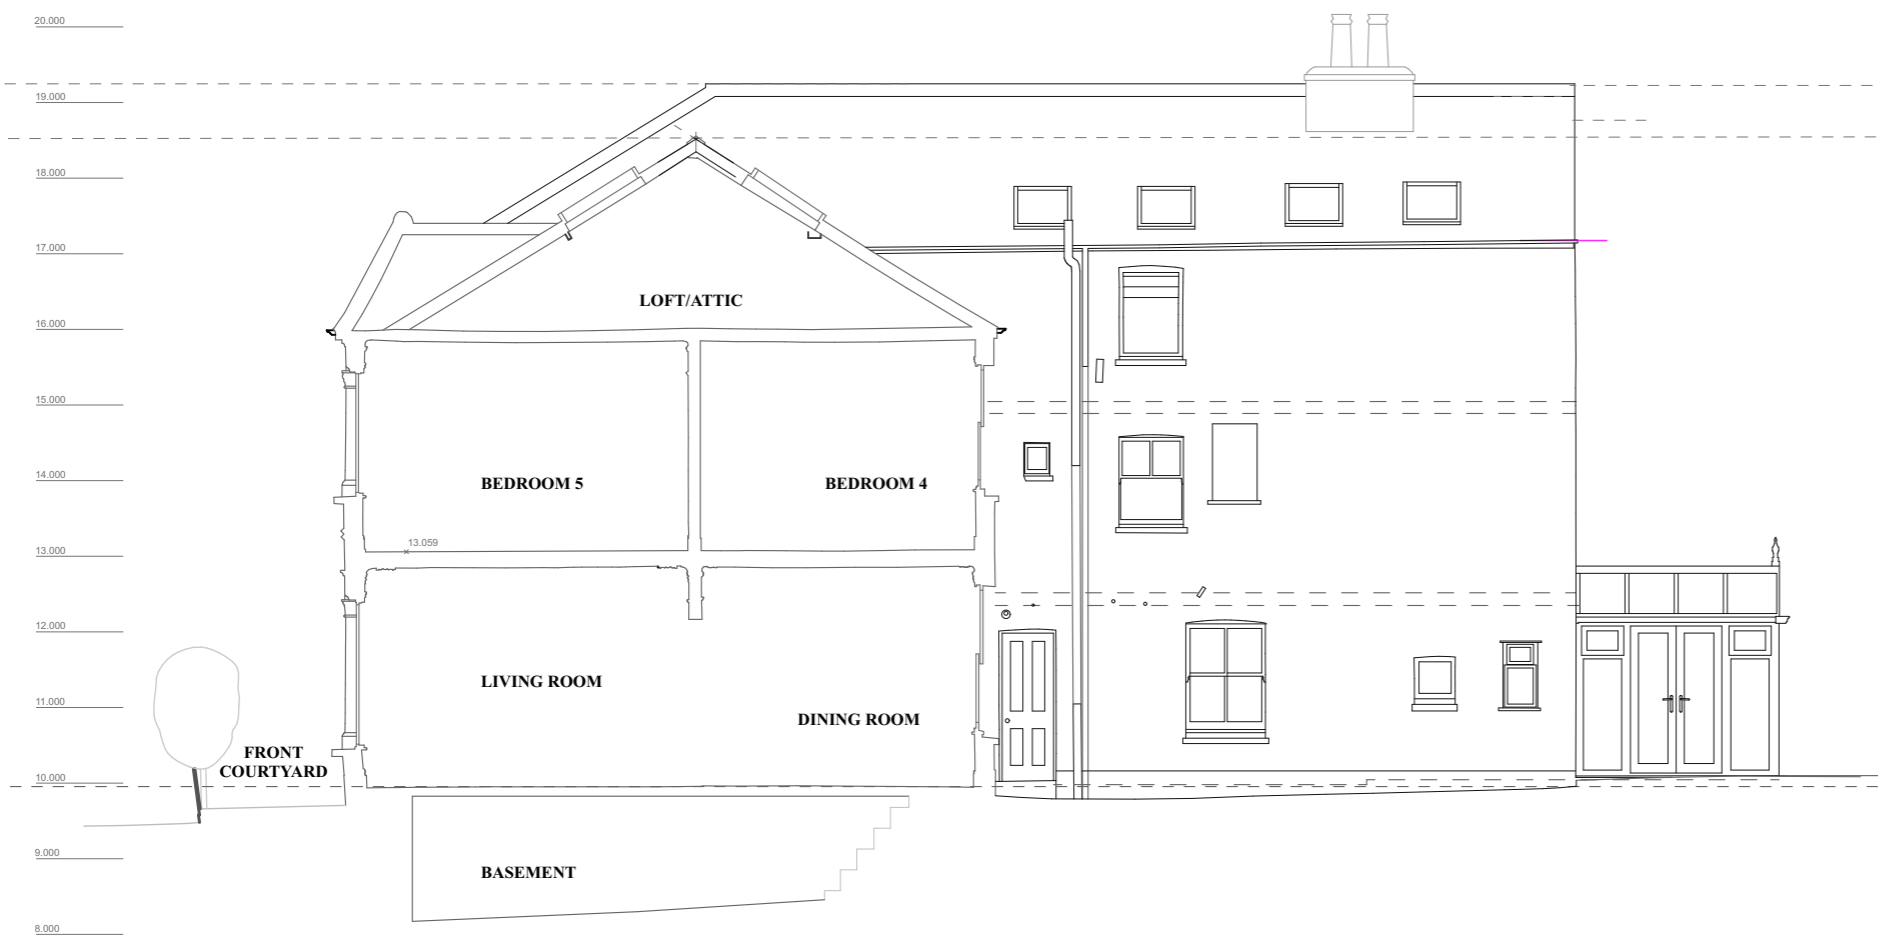 20.000
19.000
18.000
17.000
LOFT/ATTIC
16.000
15.000
BEDROOM 5
BEDROOM 4
14.000
13.059
13.000
12.000
LIVING ROOM
11.000
DINING ROOM
FRONT
COURTYARD
10.000
9.000
BASEMENT
8.000